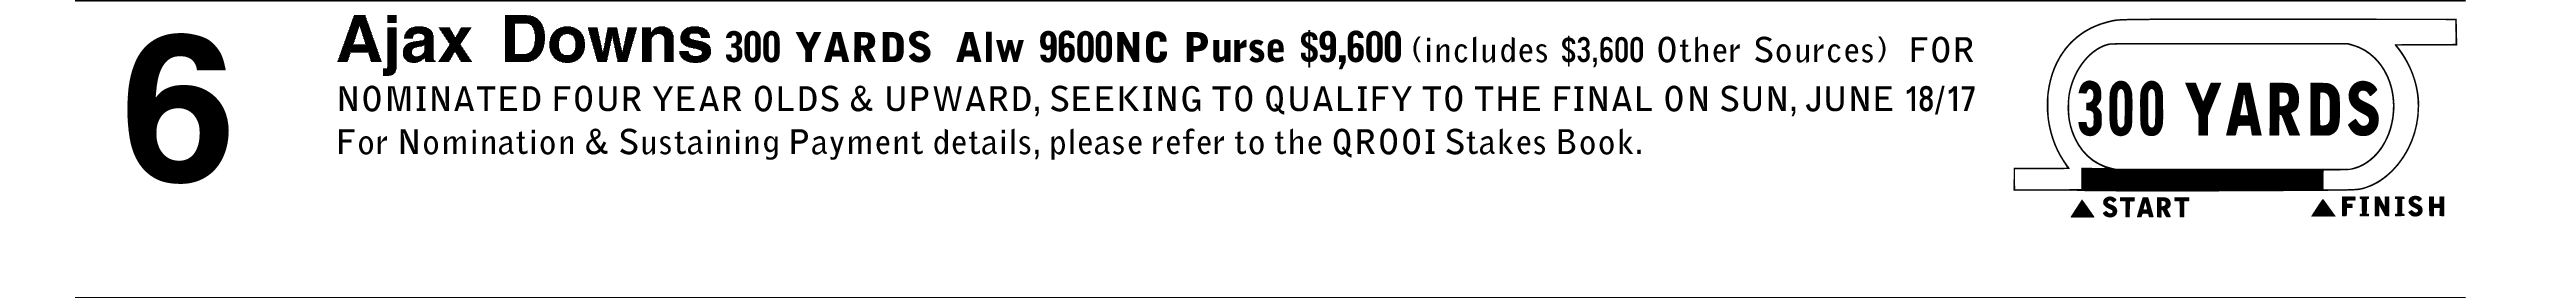 6
Ajax Downs 300 YARDS Alw 9600NC Purse $9,600 (includes $3,600 Other Sources) FOR
NOMINATED FOUR YEAR OLDS & UPWARD, SEEKING TO QUALIFY TO THE FINAL ON SUN, JUNE 18/17
For Nomination & Sustaining Payment details, please refer to the QROOI Stakes Book.
300 YARDS
▲ START ▲ FINISH